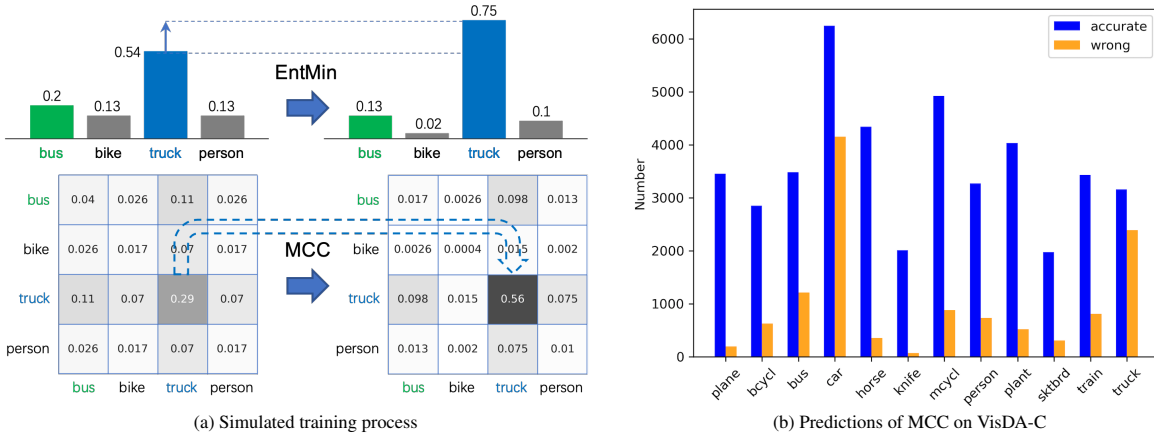 0.2
0.13
0.54
0.13
bus
bike
truck
person
EntMin
0.75
0.13
0.02
0.1
bus
bike
truck
person
bus
0.04 0.026 0.11 0.026
bike
0.026 0.017 0.07 0.017
truck
0.11 0.07 0.29 0.07
person
0.026 0.017 0.07 0.017
bus bike truck person
MCC
bus
0.017 0.0026 0.098 0.013
bike
0.0026 0.0004 0.015 0.002
truck
0.098 0.015 0.56 0.075
person
0.013 0.002 0.075 0.01
bus bike truck person
(a) Simulated training process
accurate
wrong
Number
6000
5000
4000
3000
2000
1000
0
plane bcycl bus car horse knife mcycl person plant sktbrd train truck
(b) Predictions of MCC on VisDA-C